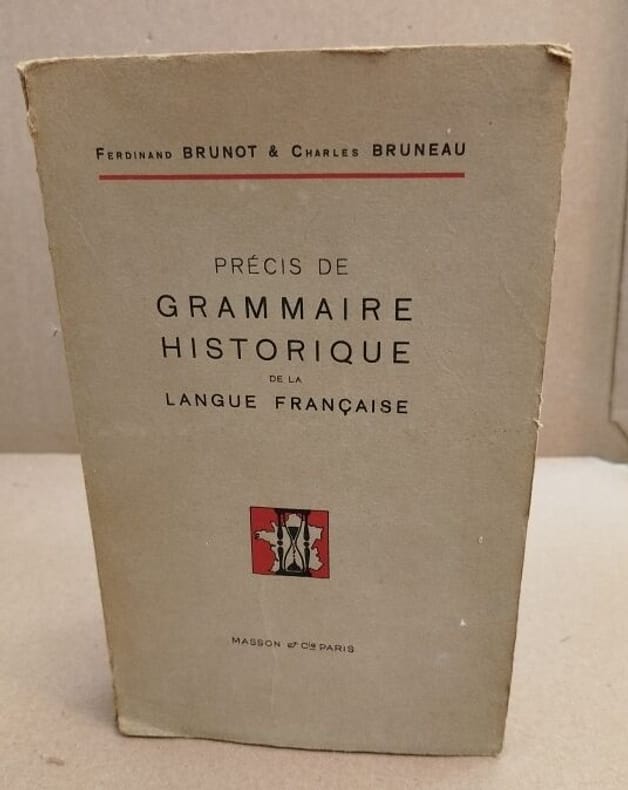 Ferdinand BRUNOT & Charles BRUNEAU
PRÉCIS DE
GRAMMAIRE
HISTORIQUE
DE LA
LANGUE FRANÇAISE
MASSON & Cie PARIS